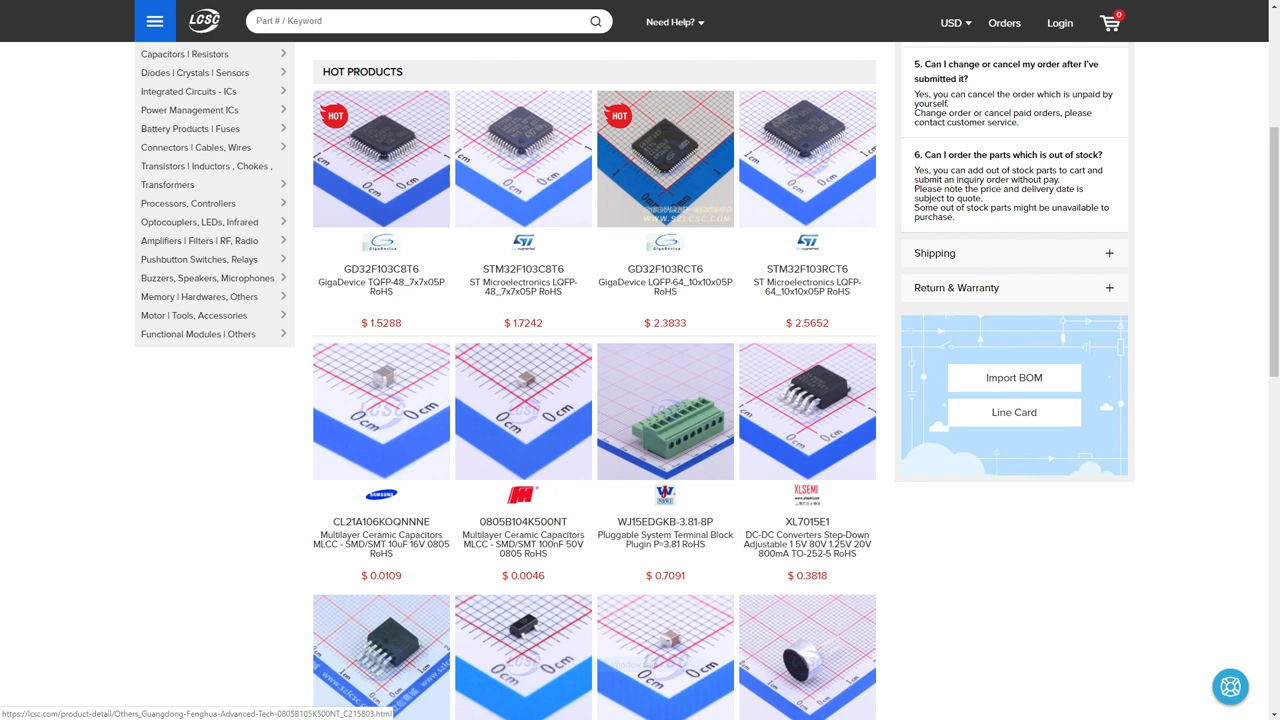 LCSC
Part # / Keyword
Need Help?
USD
Orders
Login
0
Capacitors | Resistors
Diodes | Crystals | Sensors
Integrated Circuits - ICs
Power Management ICs
Battery Products | Fuses
Connectors | Cables, Wires
Transistors | Inductors , Chokes ,
Transformers
Processors, Controllers
Optocouplers, LEDs, Infrared
Amplifiers | Filters | RF, Radio
Pushbutton Switches, Relays
Buzzers, Speakers, Microphones
Memory | Hardwares, Others
Motor | Tools, Accessories
Functional Modules | Others
HOT PRODUCTS
HOT
HOT
WWW.SZLCSC.COM
GigaDevice
ST
GigaDevice
ST
GD32F103C8T6
GigaDevice TQFP-48_7x7x05P
RoHS
$ 1.5288
STM32F103C8T6
ST Microelectronics LQFP-
48_7x7x05P RoHS
$ 1.7242
GD32F103RCT6
GigaDevice LQFP-64_10x10x05P
RoHS
$ 2.3833
STM32F103RCT6
ST Microelectronics LQFP-
64_10x10x05P RoHS
$ 2.5652
SAMSUNG
XLSEMI
CL21A106KOQNNNE
Multilayer Ceramic Capacitors
MLCC - SMD/SMT 10uF 16V 0805
RoHS
$ 0.0109
0805B104K500NT
Multilayer Ceramic Capacitors
MLCC - SMD/SMT 100nF 50V
0805 RoHS
$ 0.0046
WJ15EDGKB-3.81-8P
Pluggable System Terminal Block
Plugin P=3.81 RoHS
$ 0.7091
XL7015E1
DC-DC Converters Step-Down
Adjustable 1 5V 80V 1.25V 20V
800mA TO-252-5 RoHS
$ 0.3818
5. Can I change or cancel my order after I've
submitted it?
Yes, you can cancel the order which is unpaid by
yourself.
Change order or cancel paid orders, please
contact customer service.
6. Can I order the parts which is out of stock?
Yes, you can add out of stock parts to cart and
submit an inquiry order without pay.
Please note the price and delivery date is
subject to quote.
Some out of stock parts might be unavailable to
purchase.
Shipping
Return & Warranty
Import BOM
Line Card
https://lcsc.com/product-detail/Others_Guangdong-Fenghua-Advanced-Tech-0805B105K500NT_C215803.html